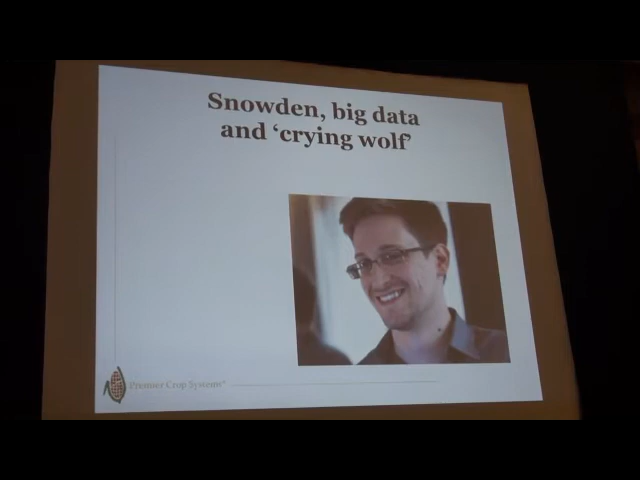 Snowden, big data
and ‘crying wolf’
Premier Crop Systems®